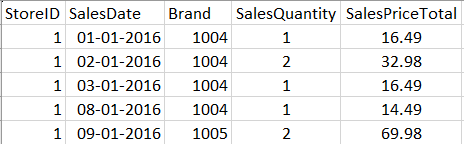 StoreID SalesDate Brand SalesQuantity SalesPriceTotal
1 01-01-2016 1004 1 16.49
1 02-01-2016 1004 2 32.98
1 03-01-2016 1004 1 16.49
1 08-01-2016 1004 1 14.49
1 09-01-2016 1005 2 69.98